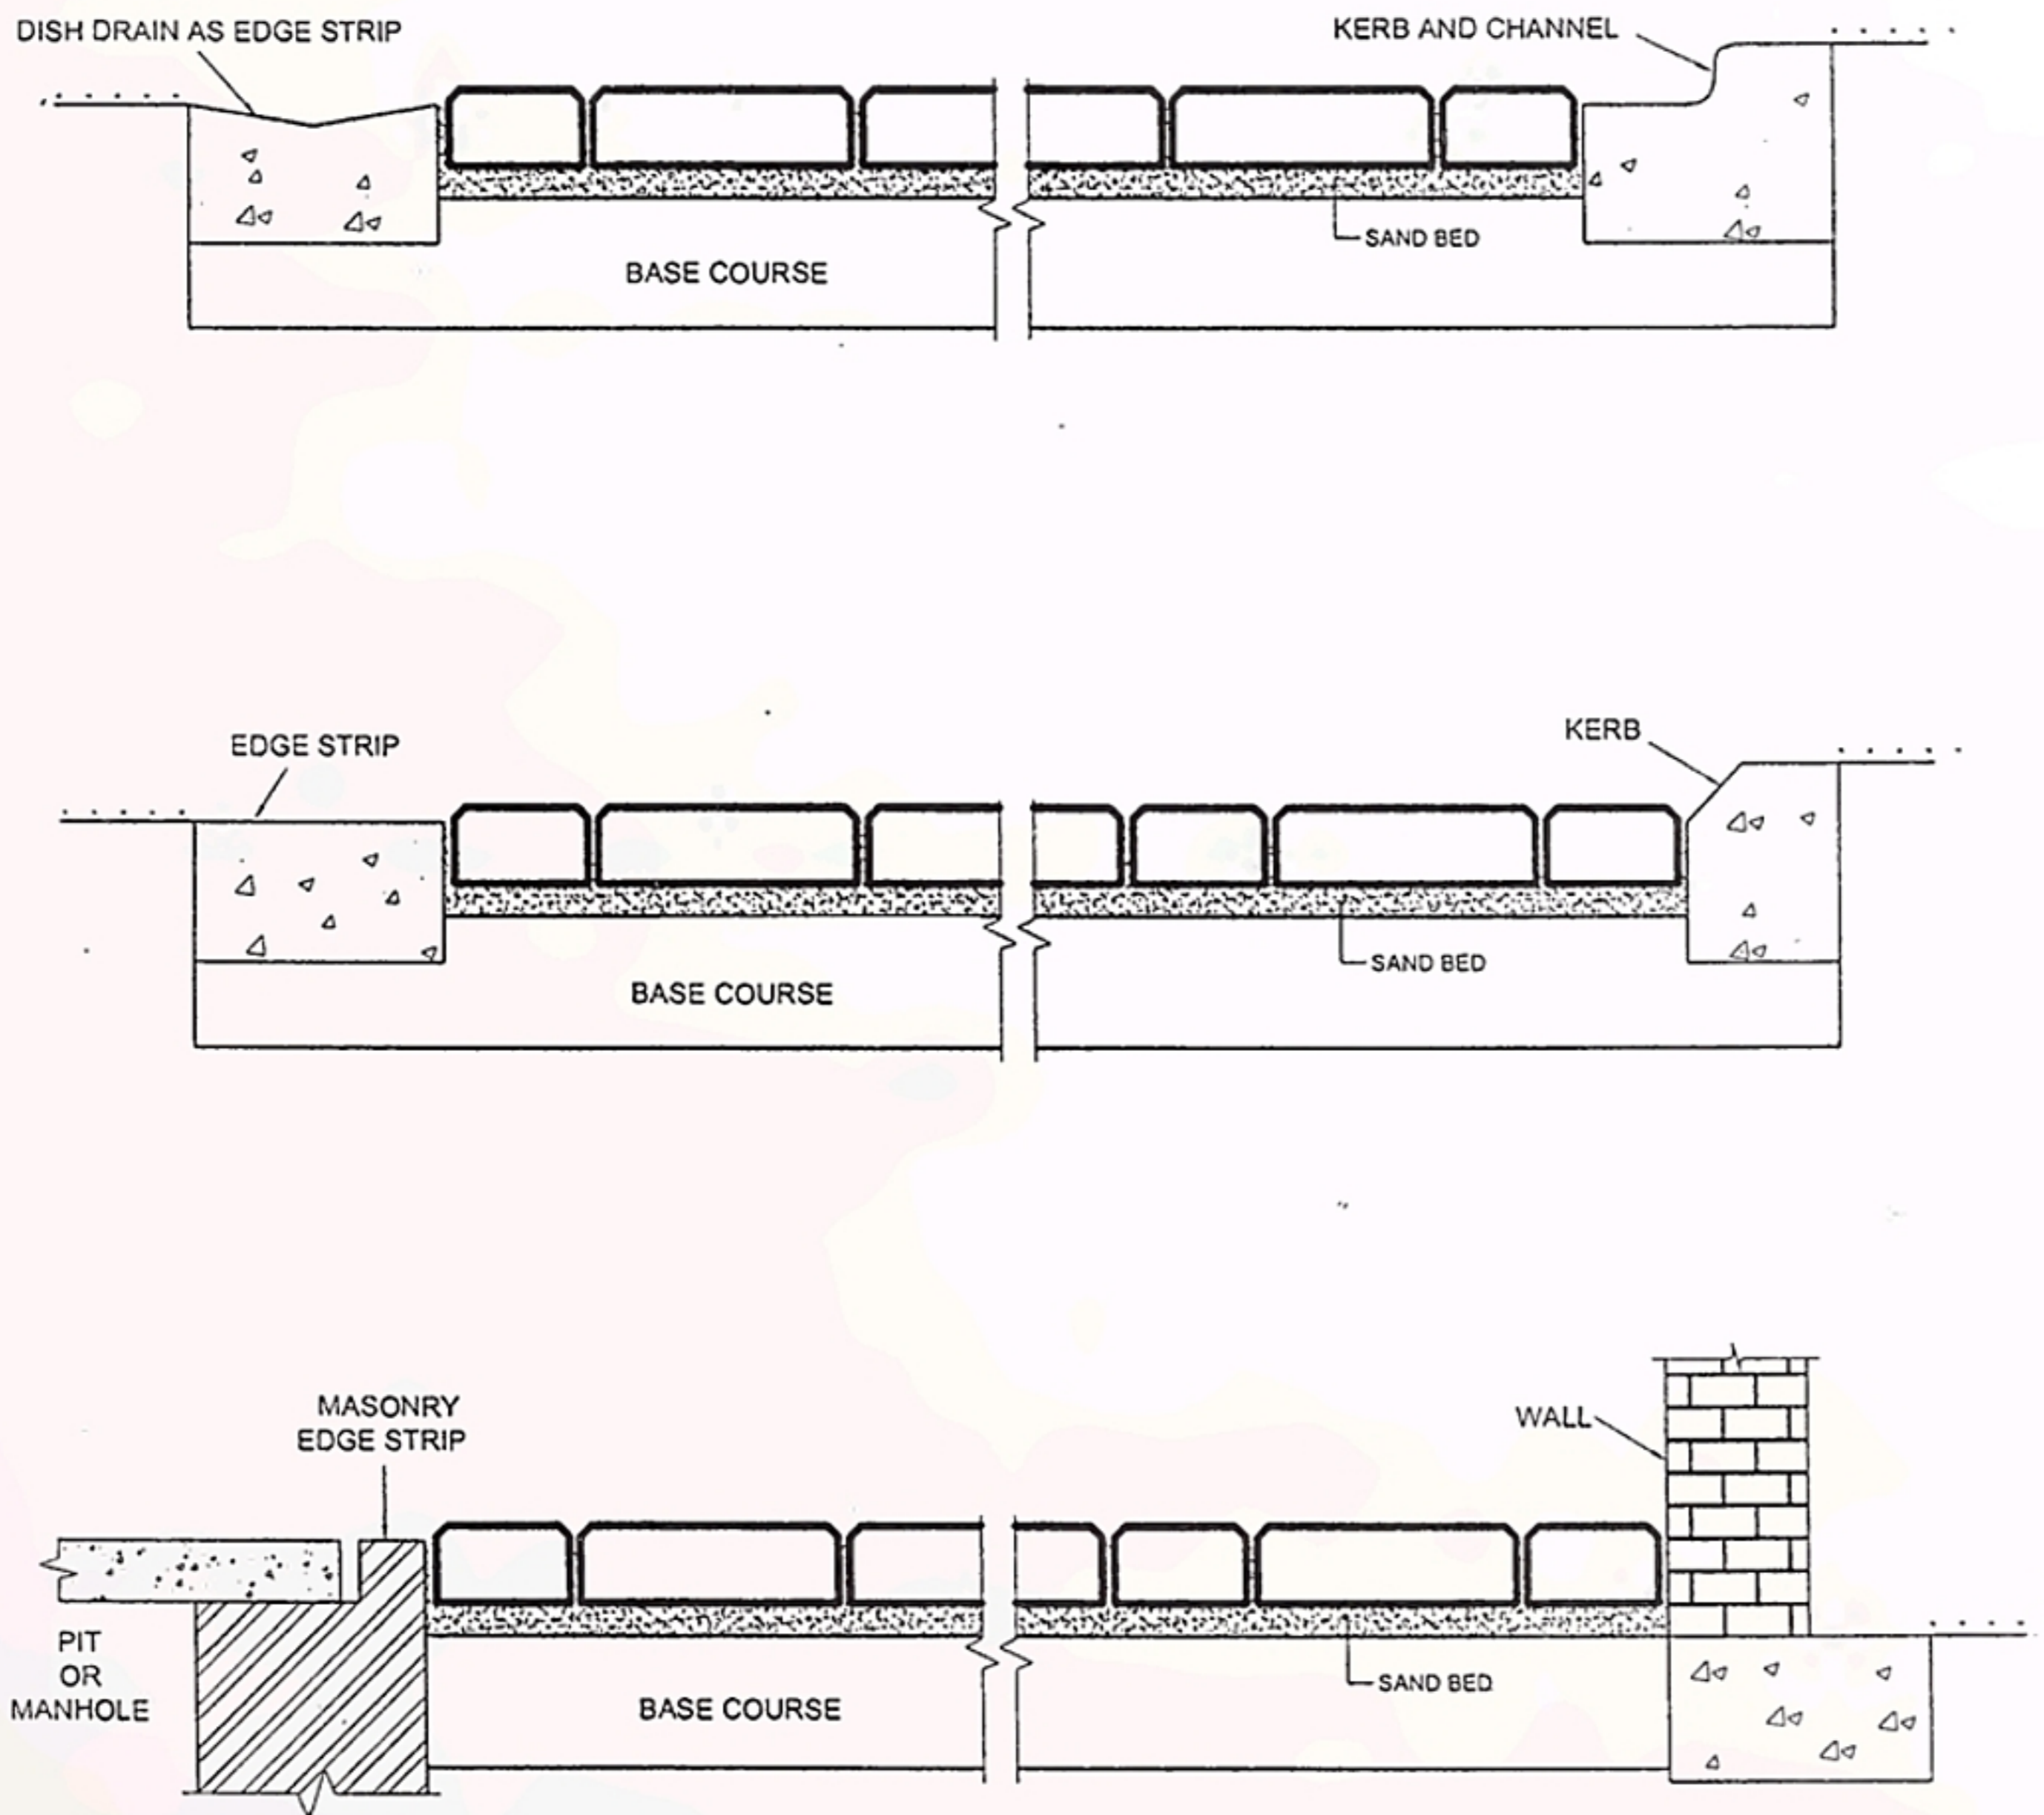 DISH DRAIN AS EDGE STRIP
KERB AND CHANNEL
SAND BED
BASE COURSE
EDGE STRIP
KERB
SAND BED
BASE COURSE
MASONRY
EDGE STRIP
WALL
PIT
OR
MANHOLE
SAND BED
BASE COURSE